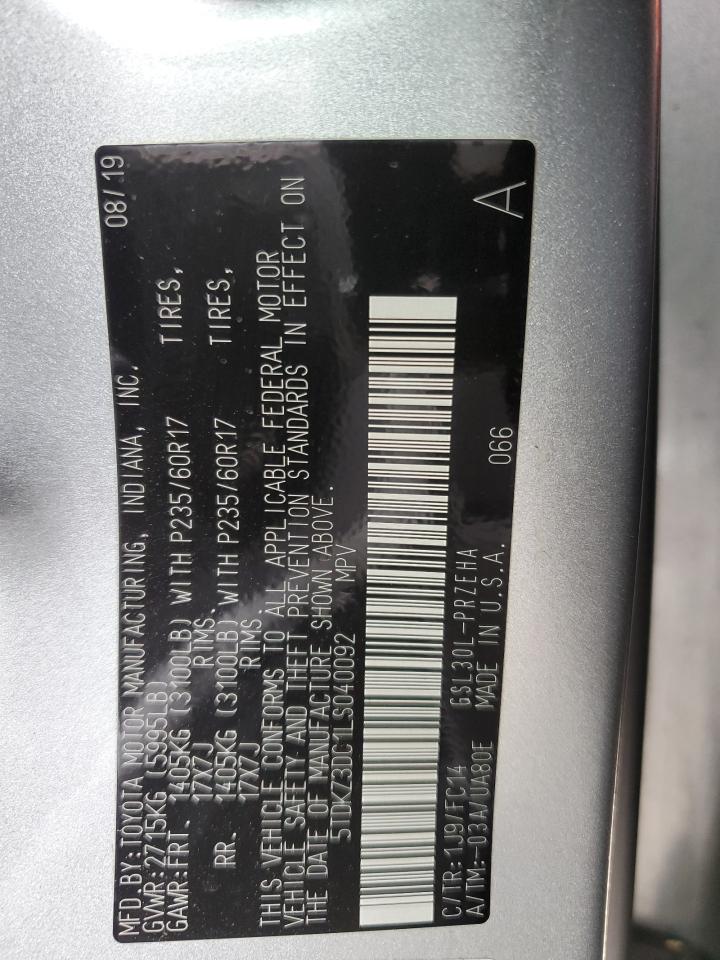 MFD BY:TOYOTA MOTOR MANUFACTURING, INDIANA, INC. 08/19
GVWR:2715KG (5995LB)
GAWR:FRT. 1405KG (3100LB) WITH P235/60R17 TIRES,
17X7J RIMS.
RR. 1405KG (3100LB) WITH P235/60R17 TIRES,
17X7J RIMS.
THIS VEHICLE CONFORMS TO ALL APPLICABLE FEDERAL MOTOR
VEHICLE SAFETY AND THEFT PREVENTION STANDARDS IN EFFECT ON
THE DATE OF MANUFACTURE SHOWN ABOVE.
5TDKZ3DC1LS040092 MPV
C/TR:1J9/FC14 GSL30L-PRZEHA 066 A
A/TM:-03A/UA80E MADE IN U.S.A.